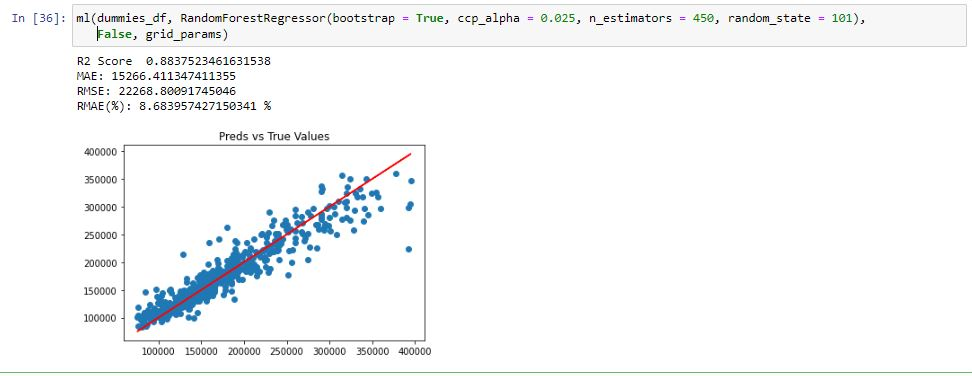 In [36]: ml(dummies_df, RandomForestRegressor(bootstrap = True, ccp_alpha = 0.025, n_estimators = 450, random_state = 101),
False, grid_params)
R2 Score  0.8837523461631538
MAE: 15266.411347411355
RMSE: 22268.80091745046
RMAE(%): 8.683957427150341 %
Preds vs True Values
400000
350000
300000
250000
200000
150000
100000
100000 150000 200000 250000 300000 350000 400000